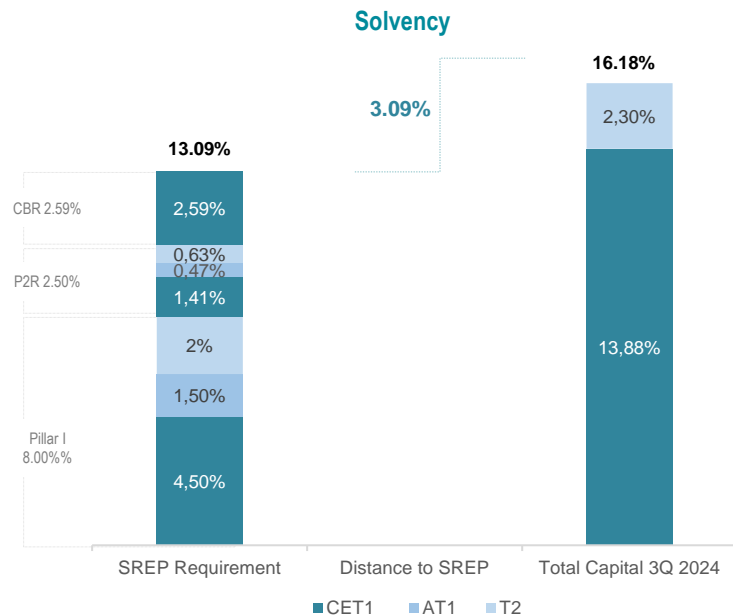 Solvency
16.18%
3.09%
2,30%
13.09%
CBR 2.59%
2,59%
0,63%
0,47%
P2R 2.50%
1,41%
2%
13,88%
1,50%
Pillar I
8.00%%
4,50%
SREP Requirement
Distance to SREP
Total Capital 3Q 2024
CET1
AT1
T2